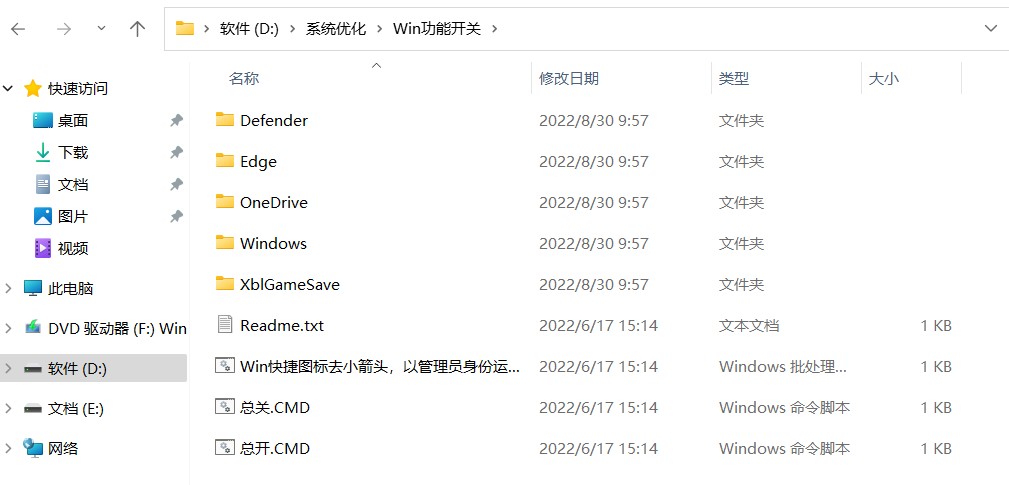 软件 (D:) 系统优化 Win功能开关
名称 修改日期 类型 大小
快速访问
桌面
下载
文档
图片
视频
此电脑
DVD 驱动器 (F:) Win
软件 (D:)
文档 (E:)
网络
Defender 2022/8/30 9:57 文件夹
Edge 2022/8/30 9:57 文件夹
OneDrive 2022/8/30 9:57 文件夹
Windows 2022/8/30 9:57 文件夹
XblGameSave 2022/8/30 9:57 文件夹
Readme.txt 2022/6/17 15:14 文本文档 1 KB
Win快捷图标去小箭头，以管理员身份运... 2022/6/17 15:14 Windows 批处理... 1 KB
总关.CMD 2022/6/17 15:14 Windows 命令脚本 1 KB
总开.CMD 2022/6/17 15:14 Windows 命令脚本 1 KB